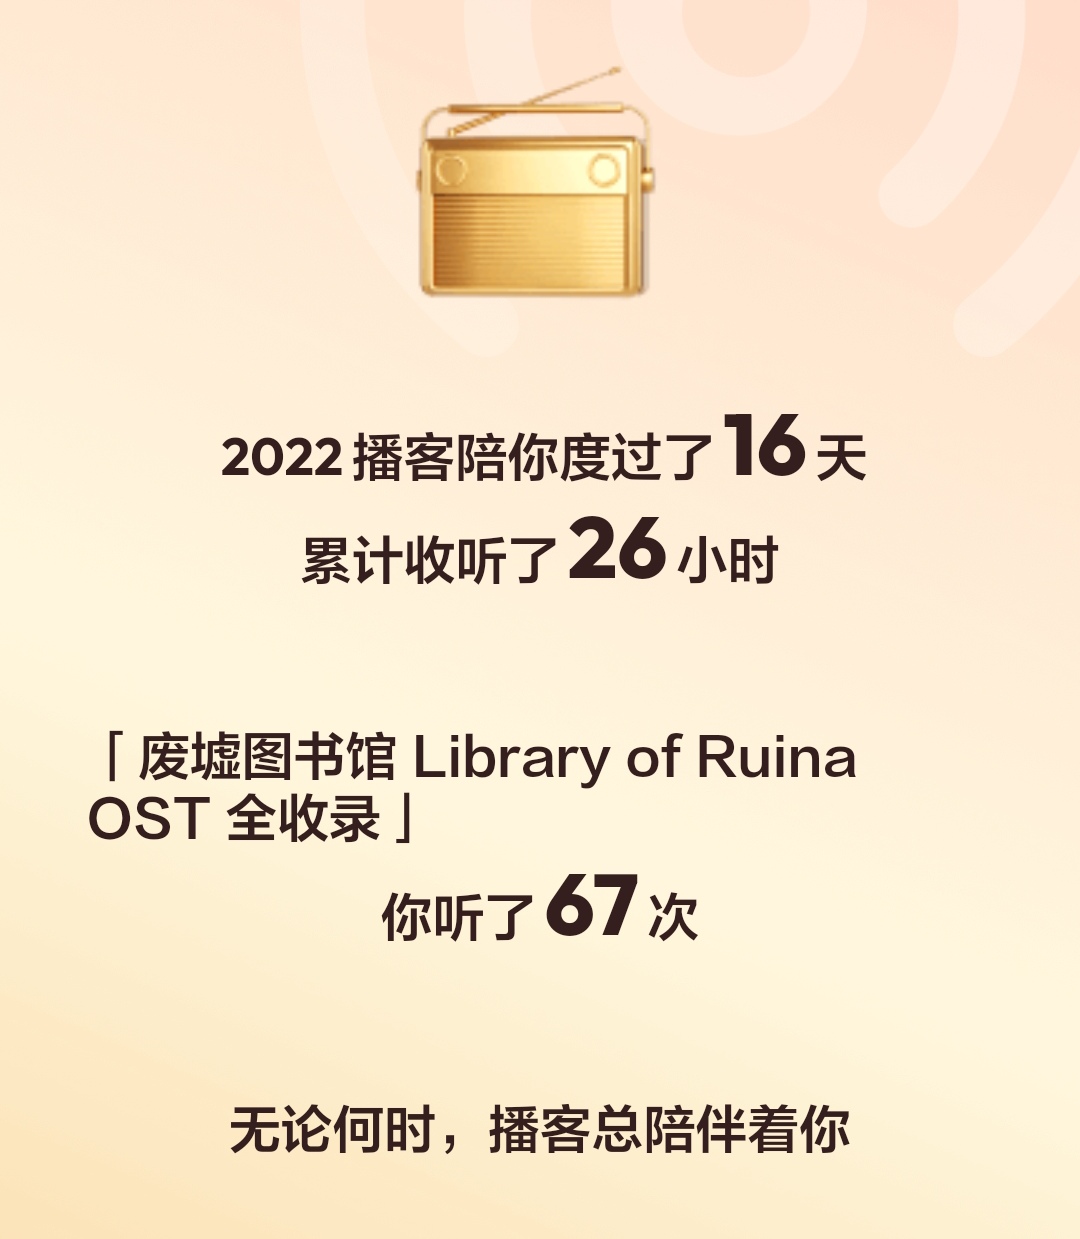 2022 播客陪你度过了 16 天
累计收听了 26 小时
「 废墟图书馆 Library of Ruina
OST 全收录 」
你听了 67 次
无论何时，播客总陪伴着你